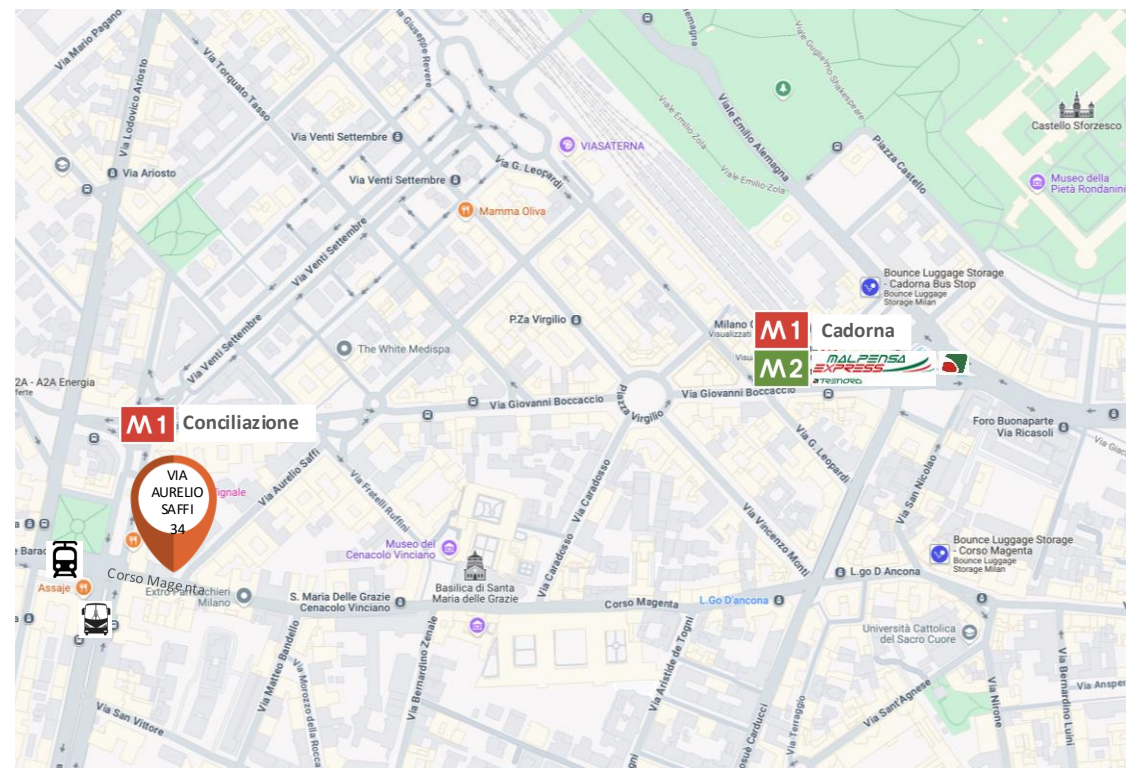 Via Mario Pagano
Via Torquato Tasso
Via Giuseppe Revere
Via Lodovico Ariosto
Via Ariosto
Via Venti Settembre
Via Venti Settembre
Via G. Leopardi
VIASATERNA
Mamma Oliva
Via Venti Settembre
Via Venti Settembre
Alemagna
Viale Guglielmo Shakespeare
Viale Emilio Zola
Viale Emilio Alemagna
Viale Emilio Zola
Piazza Castello
Castello Sforzesco
Museo della
Pietà Rondanini
Bounce Luggage Storage
- Cadorna Bus Stop
Bounce Luggage
Storage Milan
P.Za Virgilio
Milano
Visualizzati
M1 Cadorna
M2
MALPENSA
EXPRESS
TRENORD
The White Medispa
A2A - A2A Energia
M1 Conciliazione
Via Giovanni Boccaccio
Piazza Virgilio
Via Giovanni Boccaccio
Foro Buonaparte
Via Ricasoli
VIA
AURELIO
SAFFI
34
Via Aurelio Saffi
Via Fratelli Ruffini
Via Caradosso
Via Caradosso
Via G. Leopardi
Via San Nicolao
Via Vincenzo Monti
Museo del
Cenacolo Vinciano
Basilica di Santa
Maria delle Grazie
Bounce Luggage Storage
- Corso Magenta
Bounce Luggage
Storage Milan
L.go D Ancona
Assaje
Corso Magenta
Milano
S. Maria Delle Grazie
Cenacolo Vinciano
Corso Magenta
L.Go D'ancona
Università Cattolica
del Sacro Cuore
Via San Vittore
Via Matteo Bandello
Via Morozzo della Rocca
Via Bernardino Zenale
Via Aristide de Togni
Via Terraggio
Via Sant'Agnese
Via Nirone
Via Bernardino Luini